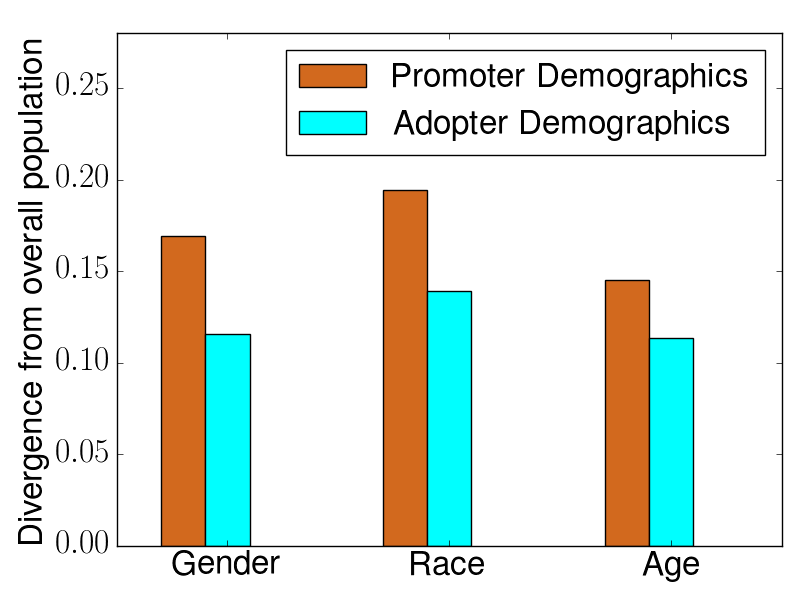 Divergence from overall population
0.25
0.20
0.15
0.10
0.05
0.00
Promoter Demographics
Adopter Demographics
Gender Race Age